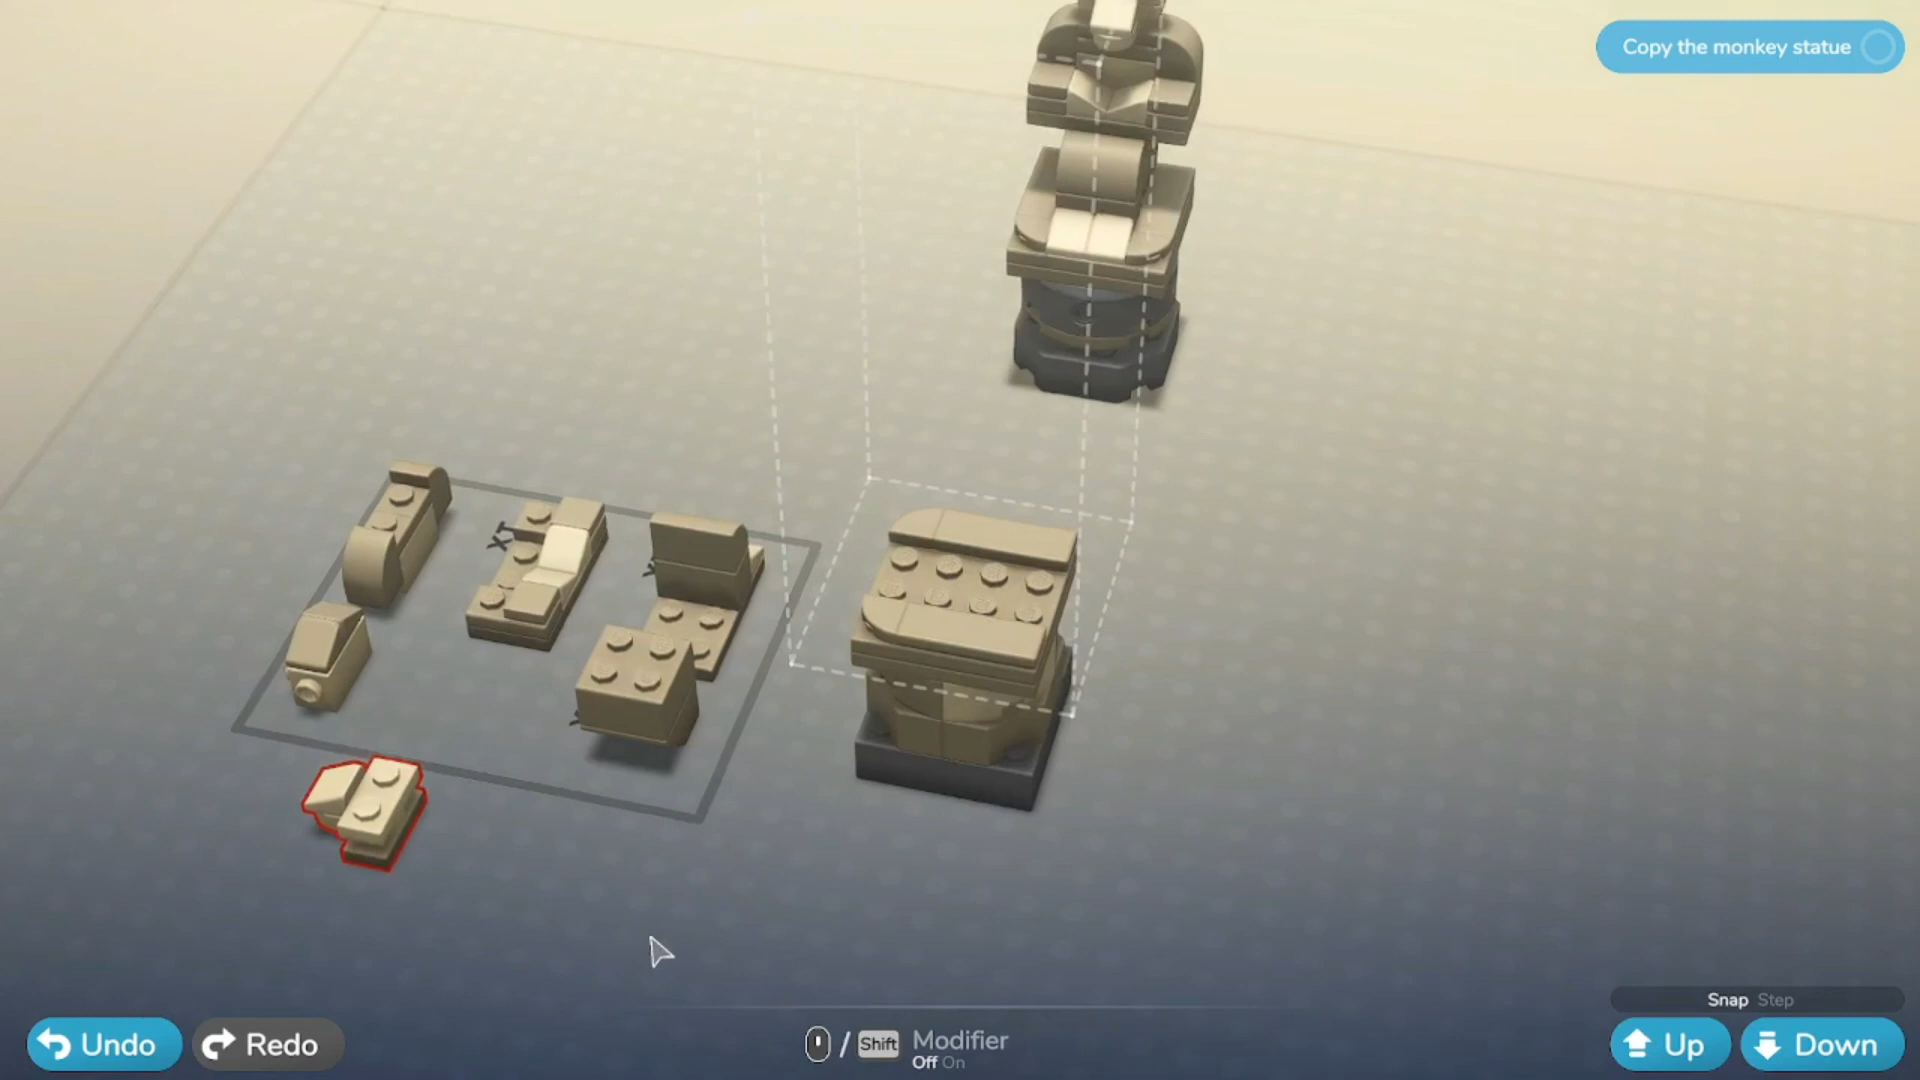 Copy the monkey statue
Snap Step
Undo
Redo
/ Shift Modifier
Off On
Up
Down